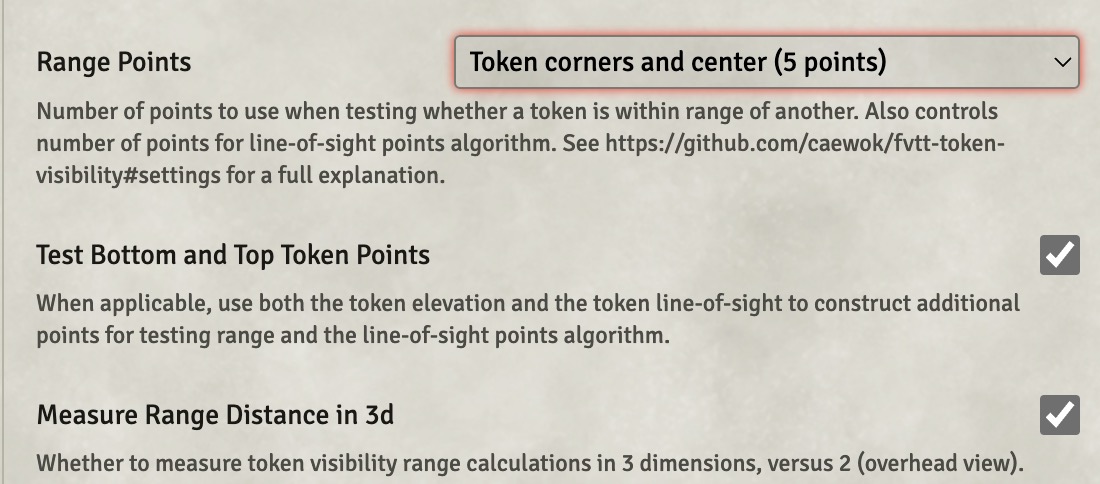 Range Points
Token corners and center (5 points)
Number of points to use when testing whether a token is within range of another. Also controls
number of points for line-of-sight points algorithm. See https://github.com/caewok/fvtt-token-
visibility#settings for a full explanation.
Test Bottom and Top Token Points
When applicable, use both the token elevation and the token line-of-sight to construct additional
points for testing range and the line-of-sight points algorithm.
Measure Range Distance in 3d
Whether to measure token visibility range calculations in 3 dimensions, versus 2 (overhead view).